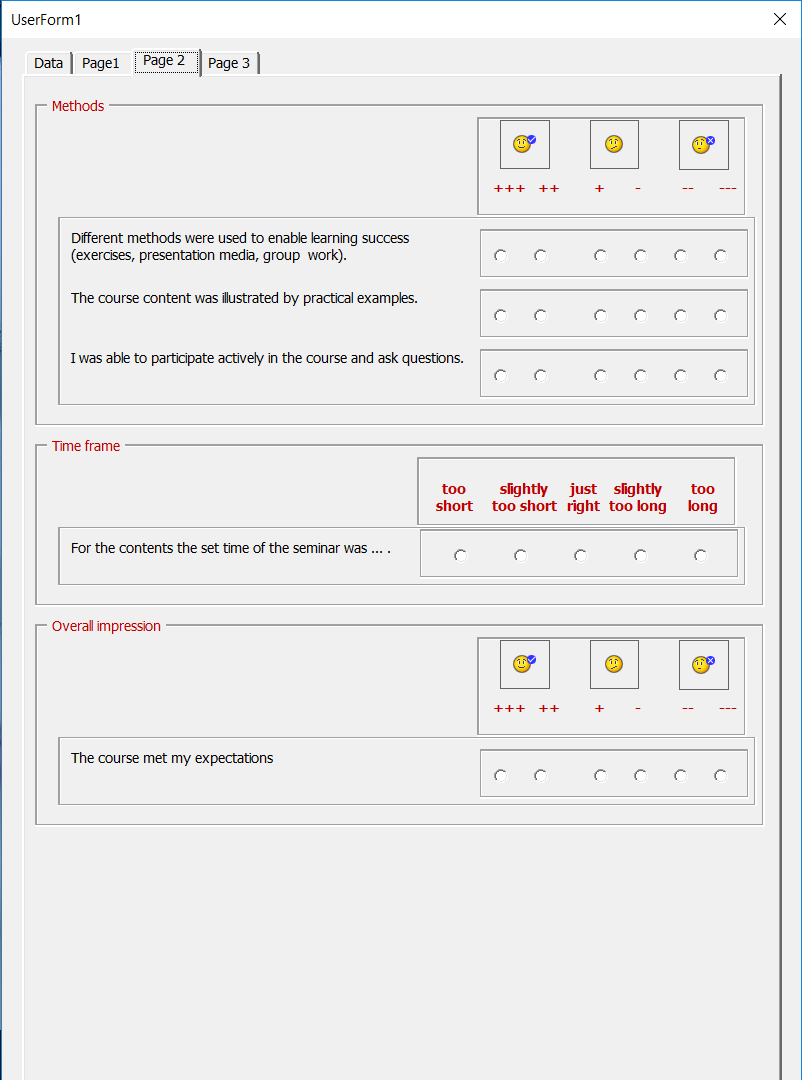 UserForm1
Data Page1 Page 2 Page 3
Methods
+++ ++ + - -- ---
Different methods were used to enable learning success
(exercises, presentation media, group  work).
The course content was illustrated by practical examples.
I was able to participate actively in the course and ask questions.
Time frame
too slightly just slightly too
short too short right too long long
For the contents the set time of the seminar was ... .
Overall impression
+++ ++ + - -- ---
The course met my expectations